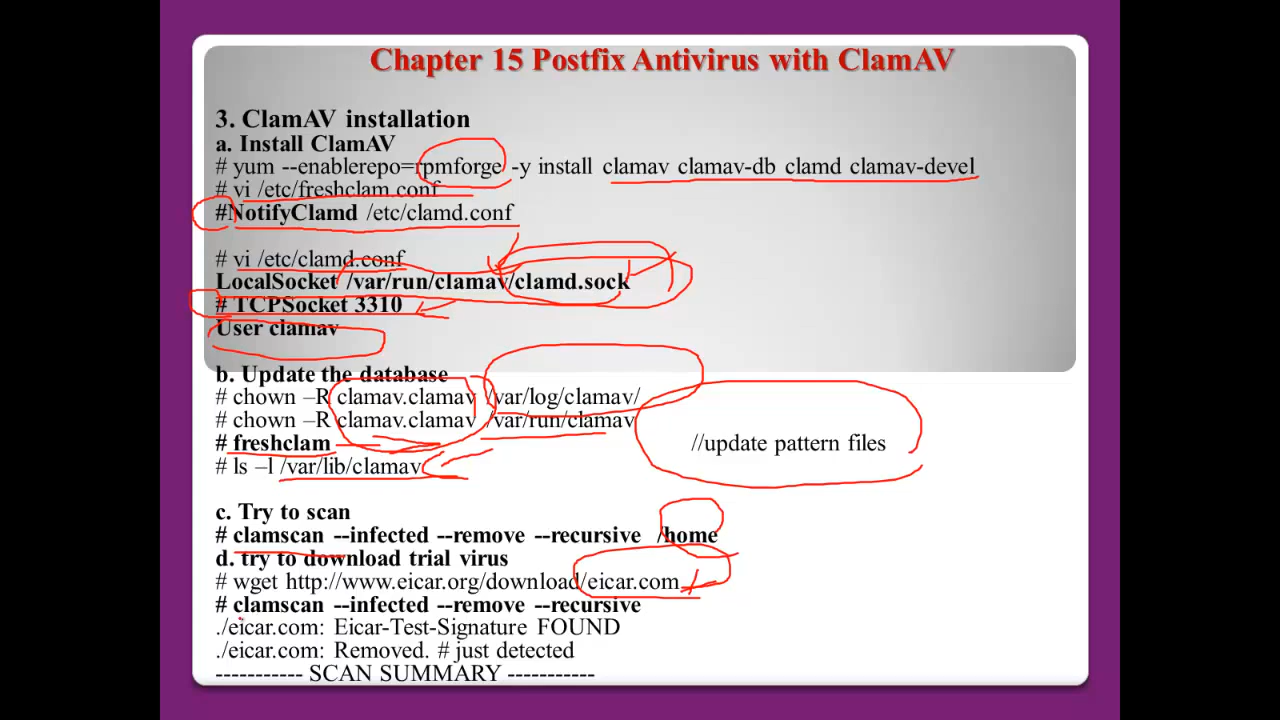 Chapter 15 Postfix Antivirus with ClamAV
3. ClamAV installation
a. Install ClamAV
# yum --enablerepo=rpmforge -y install clamav clamav-db clamd clamav-devel
# vi /etc/freshclam.conf
#NotifyClamd /etc/clamd.conf
# vi /etc/clamd.conf
LocalSocket /var/run/clamav/clamd.sock
# TCPSocket 3310
User clamav
b. Update the database
# chown –R clamav.clamav /var/log/clamav/
# chown –R clamav.clamav /var/run/clamav
# freshclam //update pattern files
# ls –l /var/lib/clamav
c. Try to scan
# clamscan --infected --remove --recursive /home
d. try to download trial virus
# wget http://www.eicar.org/download/eicar.com
# clamscan --infected --remove --recursive
./eicar.com: Eicar-Test-Signature FOUND
./eicar.com: Removed. # just detected
----------- SCAN SUMMARY -----------